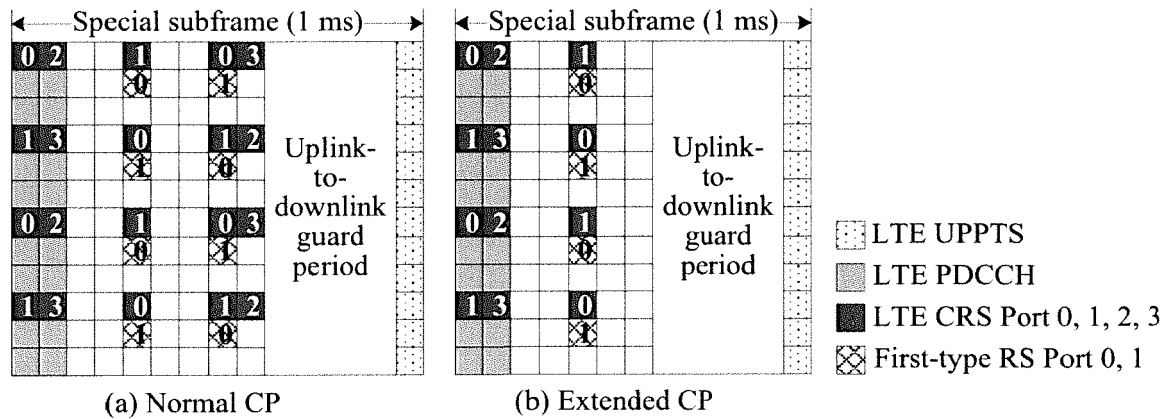 Special subframe (1 ms)
0 2 1 0 3
0 1
1 3 0 1 2
1 0
0 2 1 0 3
0 1
1 3 0 1 2
1 0
Uplink-
to-
downlink
guard
period
(a) Normal CP
Special subframe (1 ms)
0 2 1
0
1 3 0
1
0 2 1
0
1 3 0
1
Uplink-
to-
downlink
guard
period
(b) Extended CP
LTE UPPTS
LTE PDCCH
LTE CRS Port 0, 1, 2, 3
First-type RS Port 0, 1